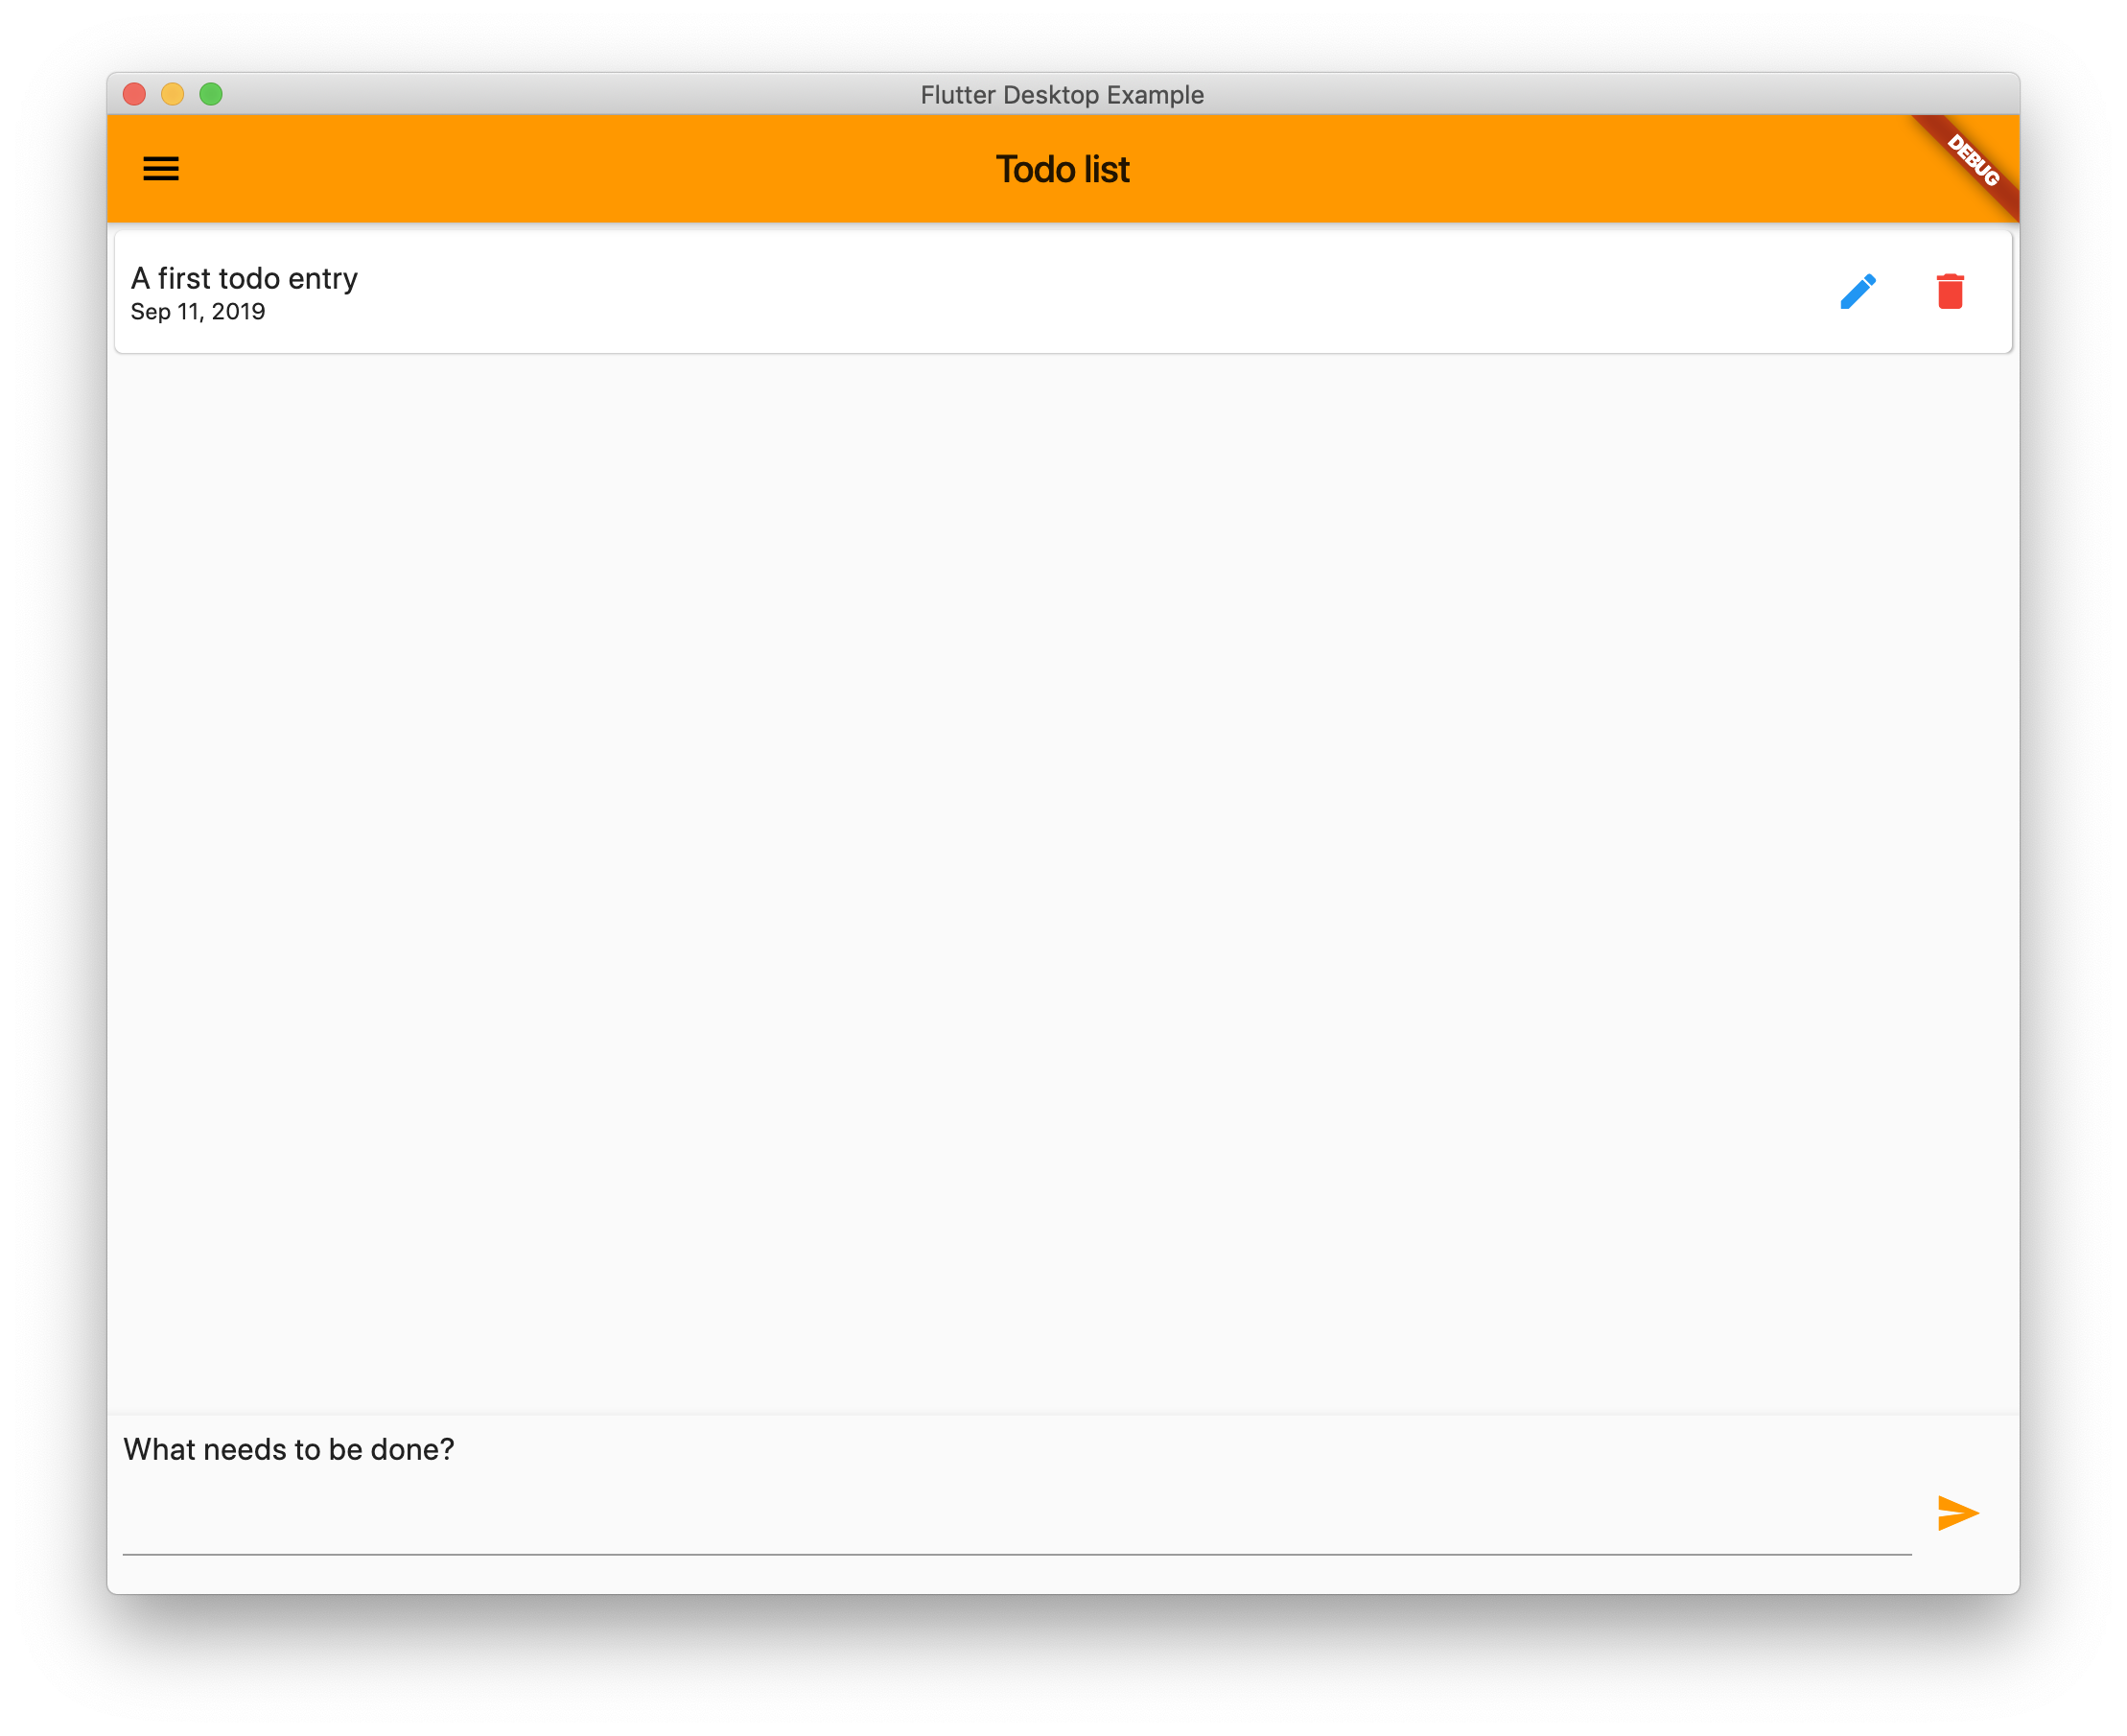 Flutter Desktop Example
Todo list
DEBUG
A first todo entry
Sep 11, 2019
What needs to be done?